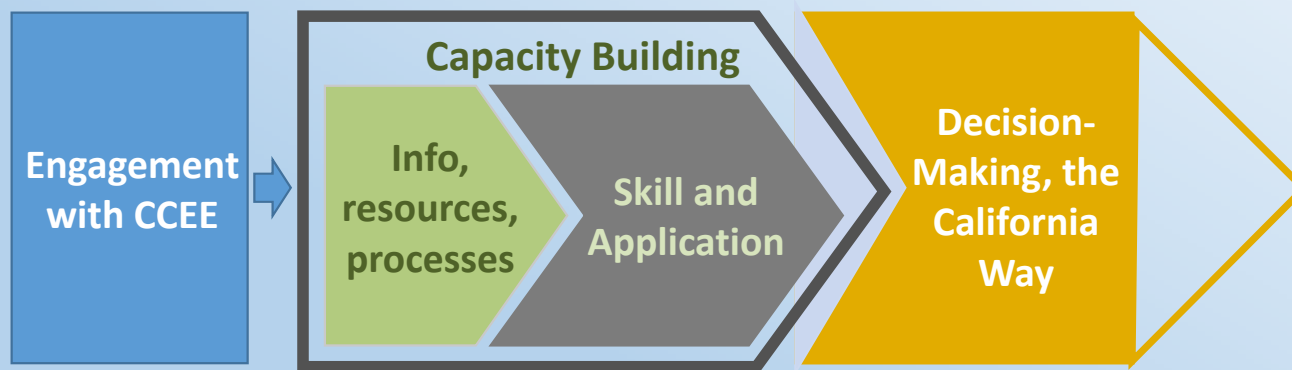 Engagement
with CCEE
Capacity Building
Info,
resources,
processes
Skill and
Application
Decision-
Making, the
California
Way